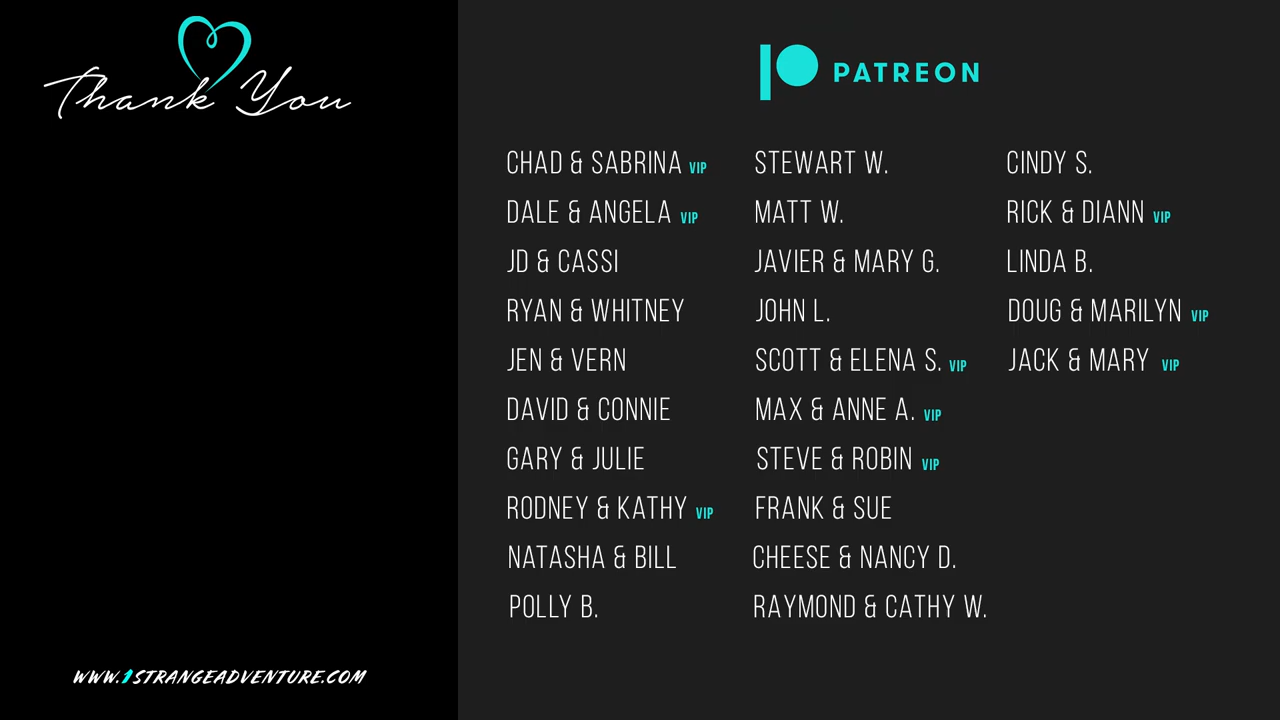 Thank You
WWW.1STRANGEADVENTURE.COM
PATREON
CHAD & SABRINA VIP
DALE & ANGELA VIP
JD & CASSI
RYAN & WHITNEY
JEN & VERN
DAVID & CONNIE
GARY & JULIE
RODNEY & KATHY VIP
NATASHA & BILL
POLLY B.
STEWART W.
MATT W.
JAVIER & MARY G.
JOHN L.
SCOTT & ELENA S. VIP
MAX & ANNE A. VIP
STEVE & ROBIN VIP
FRANK & SUE
CHEESE & NANCY D.
RAYMOND & CATHY W.
CINDY S.
RICK & DIANN VIP
LINDA B.
DOUG & MARILYN VIP
JACK & MARY VIP